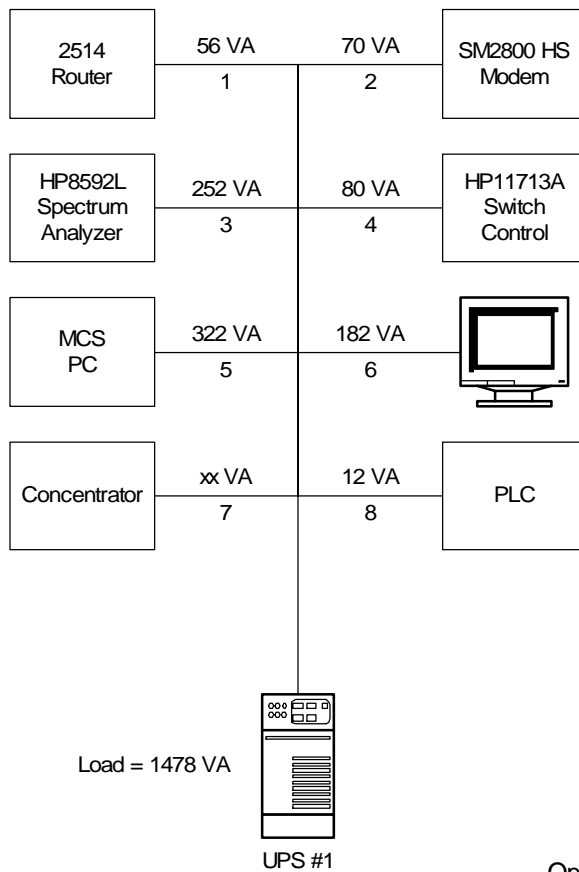 2514
Router
56 VA
1
70 VA
2
SM2800 HS
Modem
HP8592L
Spectrum
Analyzer
252 VA
3
80 VA
4
HP11713A
Switch
Control
MCS
PC
322 VA
5
182 VA
6
Concentrator
xx VA
7
12 VA
8
PLC
Load = 1478 VA
UPS #1
Op